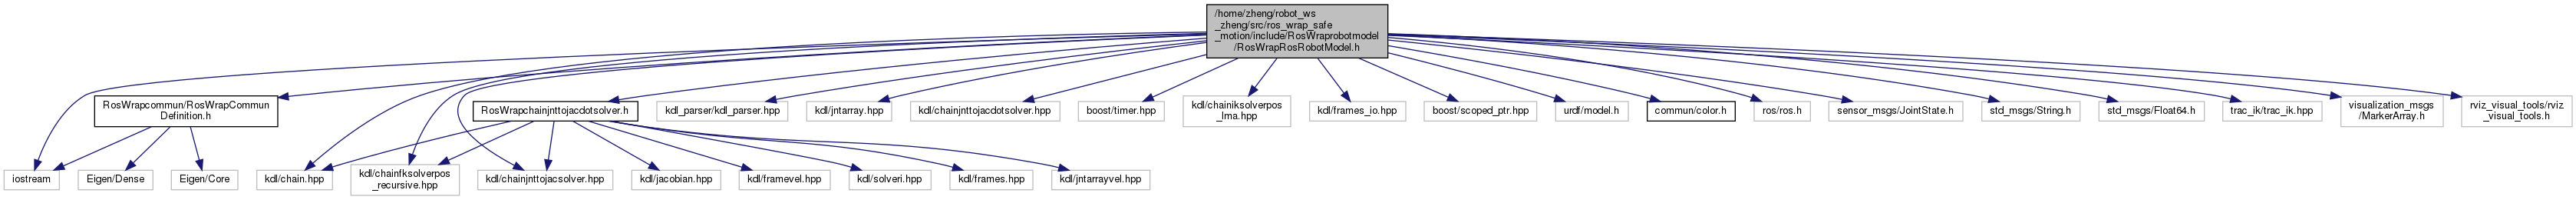 /home/zheng/robot_ws
_zheng/src/ros_wrap_safe
_motion/include/RosWraprobotmodel
/RosWrapRosRobotModel.h
RosWrapcommun/RosWrapCommun
Definition.h
RosWrapchainjnttojacdotsolver.h
kdl_parser/kdl_parser.hpp
kdl/jntarray.hpp
kdl/chainjnttojacdotsolver.hpp
boost/timer.hpp
kdl/chainiksolverpos
_lma.hpp
kdl/frames_io.hpp
boost/scoped_ptr.hpp
urdf/model.h
commun/color.h
ros/ros.h
sensor_msgs/JointState.h
std_msgs/String.h
std_msgs/Float64.h
trac_ik/trac_ik.hpp
visualization_msgs
/MarkerArray.h
rviz_visual_tools/rviz
_visual_tools.h
iostream
Eigen/Dense
Eigen/Core
kdl/chain.hpp
kdl/chainfksolverpos
_recursive.hpp
kdl/chainjnttojacsolver.hpp
kdl/jacobian.hpp
kdl/framevel.hpp
kdl/solveri.hpp
kdl/frames.hpp
kdl/jntarrayvel.hpp